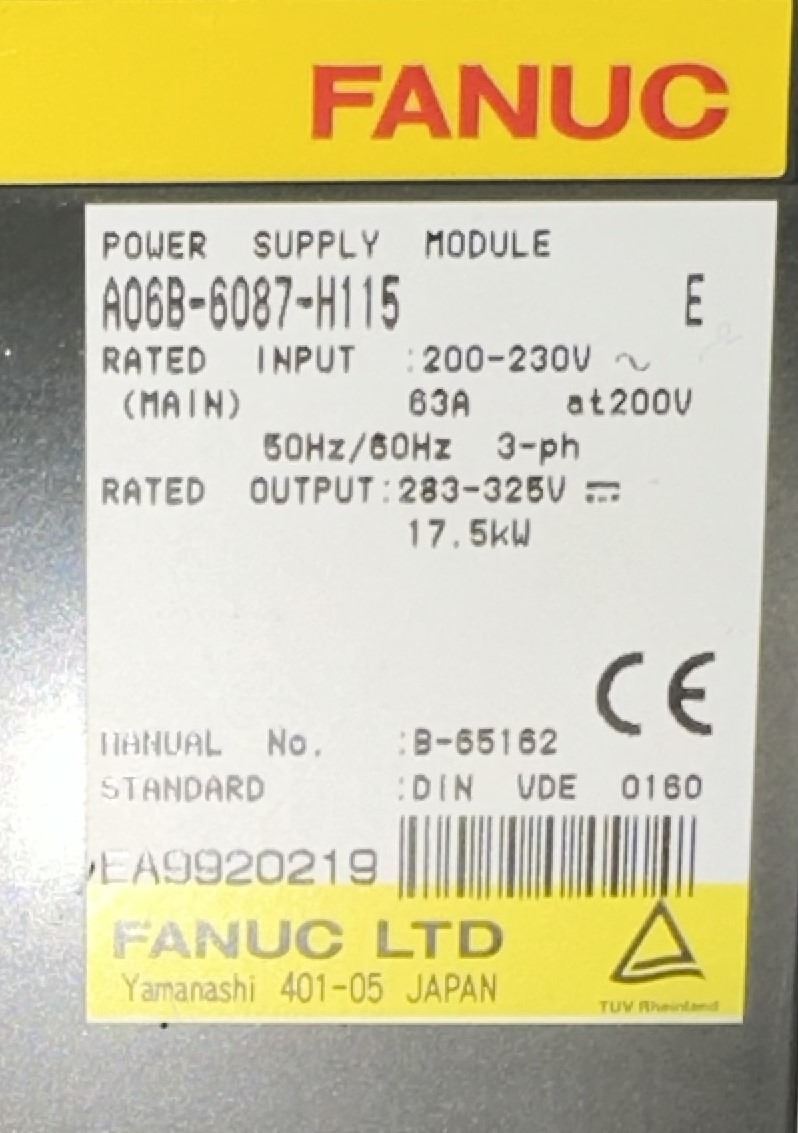 FANUC
POWER SUPPLY MODULE
A06B-6087-H115 E
RATED INPUT :200-230V ~
(MAIN) 63A at200V
50Hz/60Hz 3-ph
RATED OUTPUT:283-325V ⎓
17.5kW
CE
MANUAL No. :B-65162
STANDARD :DIN VDE 0160
EA9920219
FANUC LTD
Yamanashi 401-05 JAPAN
TUV Rheinland